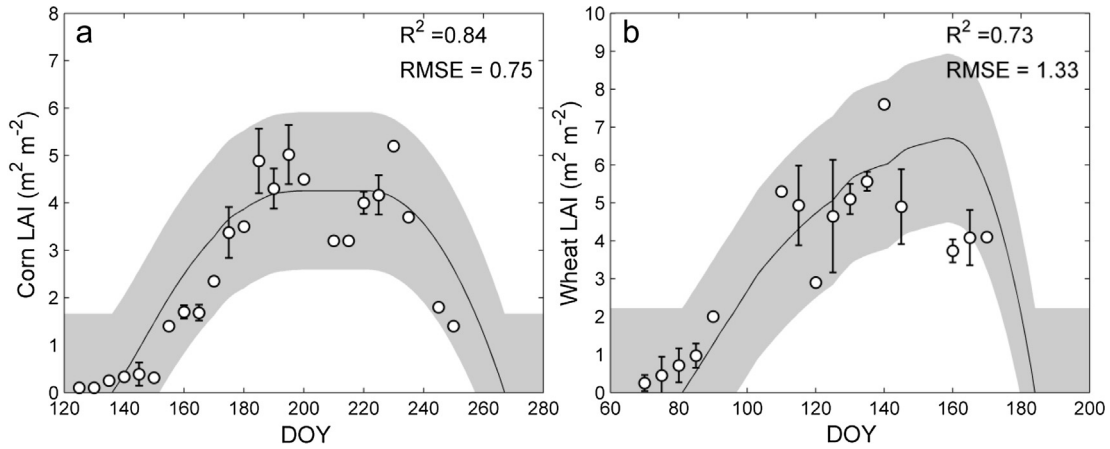 a
R² =0.84
RMSE = 0.75
Corn LAI (m² m⁻²)
8
7
6
5
4
3
2
1
0
120 140 160 180 200 220 240 260 280
DOY
b
R² =0.73
RMSE = 1.33
Wheat LAI (m² m⁻²)
10
9
8
7
6
5
4
3
2
1
0
60 80 100 120 140 160 180 200
DOY